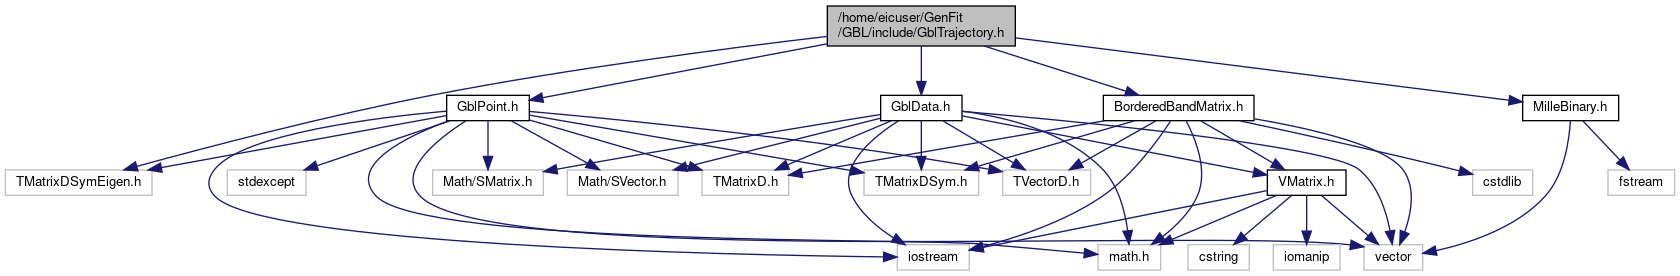 /home/eicuser/GenFit
/GBL/include/GblTrajectory.h
GblPoint.h
GblData.h
BorderedBandMatrix.h
MilleBinary.h
TMatrixDSymEigen.h
stdexcept
Math/SMatrix.h
Math/SVector.h
TMatrixD.h
TMatrixDSym.h
TVectorD.h
VMatrix.h
cstdlib
fstream
iostream
math.h
cstring
iomanip
vector